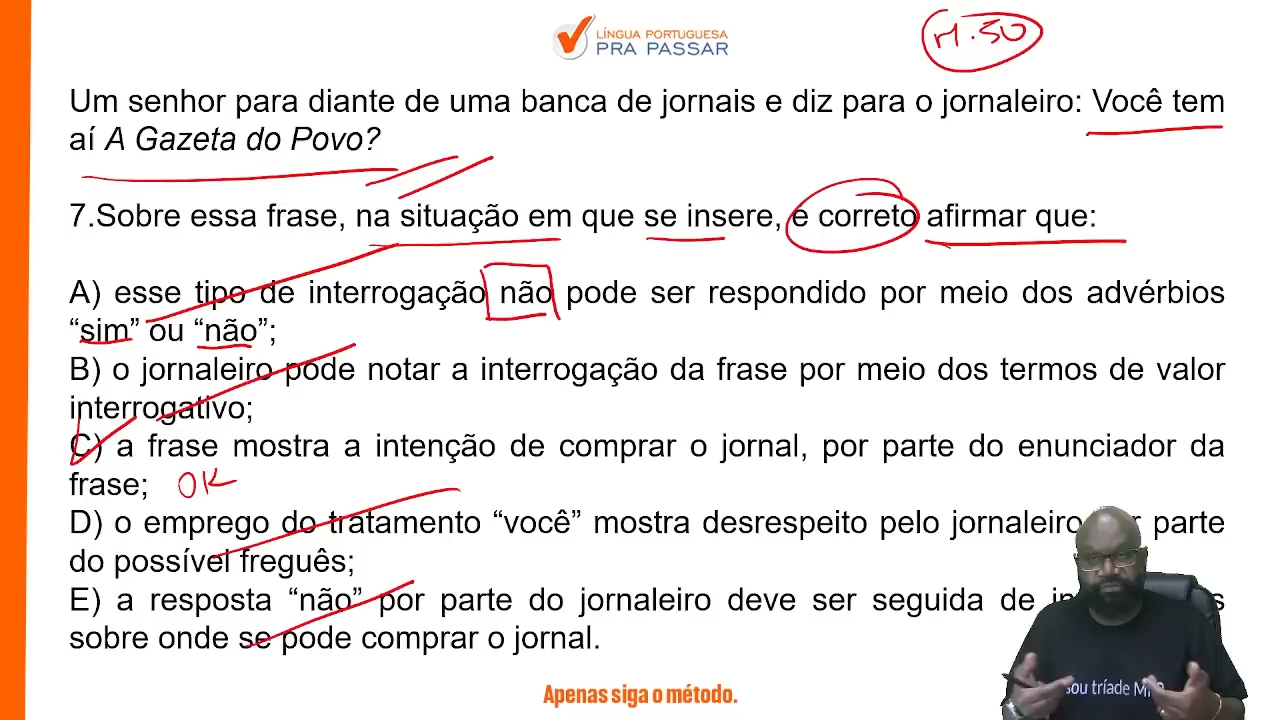 LÍNGUA PORTUGUESA
PRA PASSAR
Um senhor para diante de uma banca de jornais e diz para o jornaleiro: Você tem
aí A Gazeta do Povo?
7.Sobre essa frase, na situação em que se insere, é correto afirmar que:
A) esse tipo de interrogação não pode ser respondido por meio dos advérbios
“sim” ou “não”;
B) o jornaleiro pode notar a interrogação da frase por meio dos termos de valor
interrogativo;
C) a frase mostra a intenção de comprar o jornal, por parte do enunciador da
frase; OK
D) o emprego do tratamento “você” mostra desrespeito pelo jornaleiro parte
do possível freguês;
E) a resposta “não” por parte do jornaleiro deve ser seguida de
sobre onde se pode comprar o jornal.
sou tríade
Apenas siga o método.